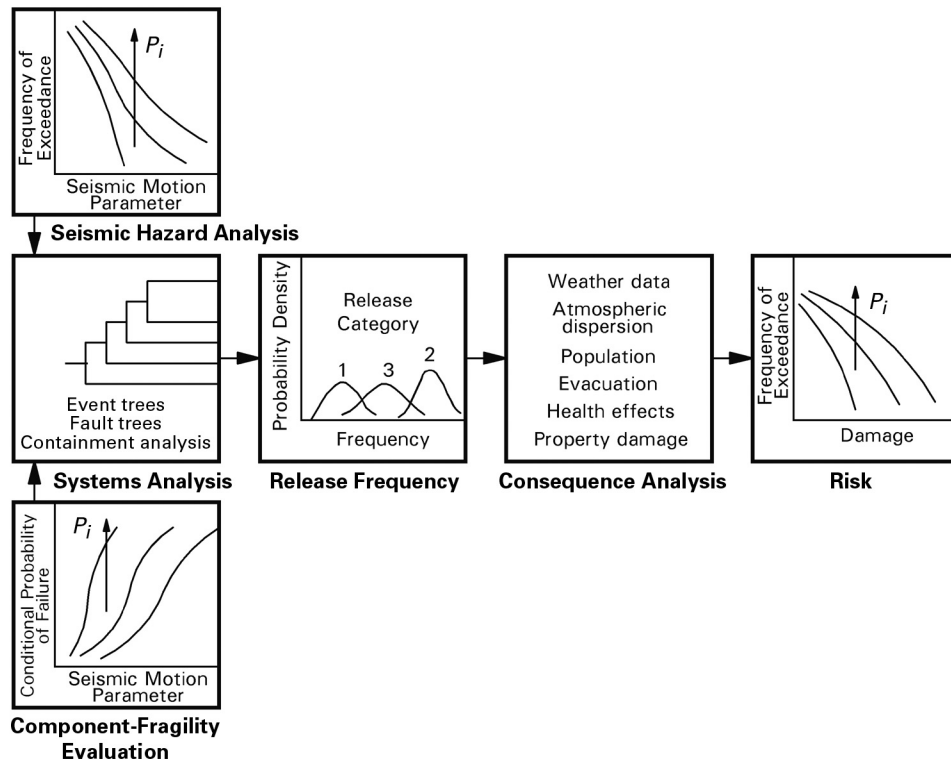 Frequency of
Exceedance
P_i
Seismic Motion
Parameter
Seismic Hazard Analysis
Event trees
Fault trees
Containment analysis
Systems Analysis
Probability Density
Release
Category
1
3
2
Frequency
Release Frequency
Weather data
Atmospheric
dispersion
Population
Evacuation
Health effects
Property damage
Consequence Analysis
Frequency of
Exceedance
P_i
Damage
Risk
Conditional Probability
of Failure
P_i
Seismic Motion
Parameter
Component-Fragility
Evaluation